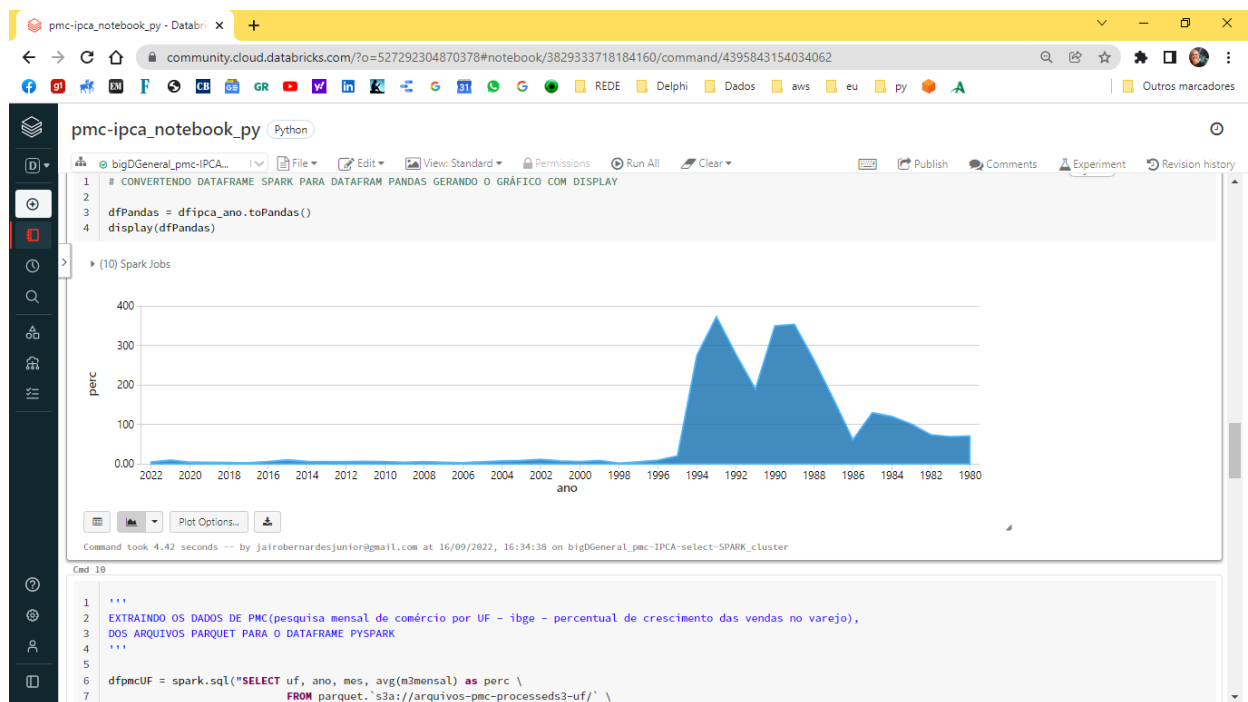 pmc-ipca_notebook_py - Databri
community.cloud.databricks.com/?o=527292304870378#notebook/3829333718184160/command/4395843154034062
g1 EM F CB GE GR y! in K G 31 G REDE Delphi Dados aws eu py A Outros marcadores
pmc-ipca_notebook_py Python
D bigDGeneral_pmc-IPCA... File Edit View: Standard Permissions Run All Clear Publish Comments Experiment Revision history
1 # CONVERTENDO DATAFRAME SPARK PARA DATAFRAM PANDAS GERANDO O GRÁFICO COM DISPLAY
2
3 dfPandas = dfipca_ano.toPandas()
4 display(dfPandas)
(10) Spark Jobs
400
300
200
100
0.00
perc
2022 2020 2018 2016 2014 2012 2010 2008 2006 2004 2002 2000 1998 1996 1994 1992 1990 1988 1986 1984 1982 1980
ano
Plot Options...
Command took 4.42 seconds -- by jairobernardesjunior@gmail.com at 16/09/2022, 16:34:38 on bigDGeneral_pmc-IPCA-select-SPARK_cluster
Cmd 10
1 '''
2 EXTRAINDO OS DADOS DE PMC(pesquisa mensal de comércio por UF - ibge - percentual de crescimento das vendas no varejo),
3 DOS ARQUIVOS PARQUET PARA O DATAFRAME PYSPARK
4 '''
5
6 dfpmcUF = spark.sql("SELECT uf, ano, mes, avg(m3mensal) as perc \
7 FROM parquet.`s3a://arquivos-pmc-processeds3-uf/` \